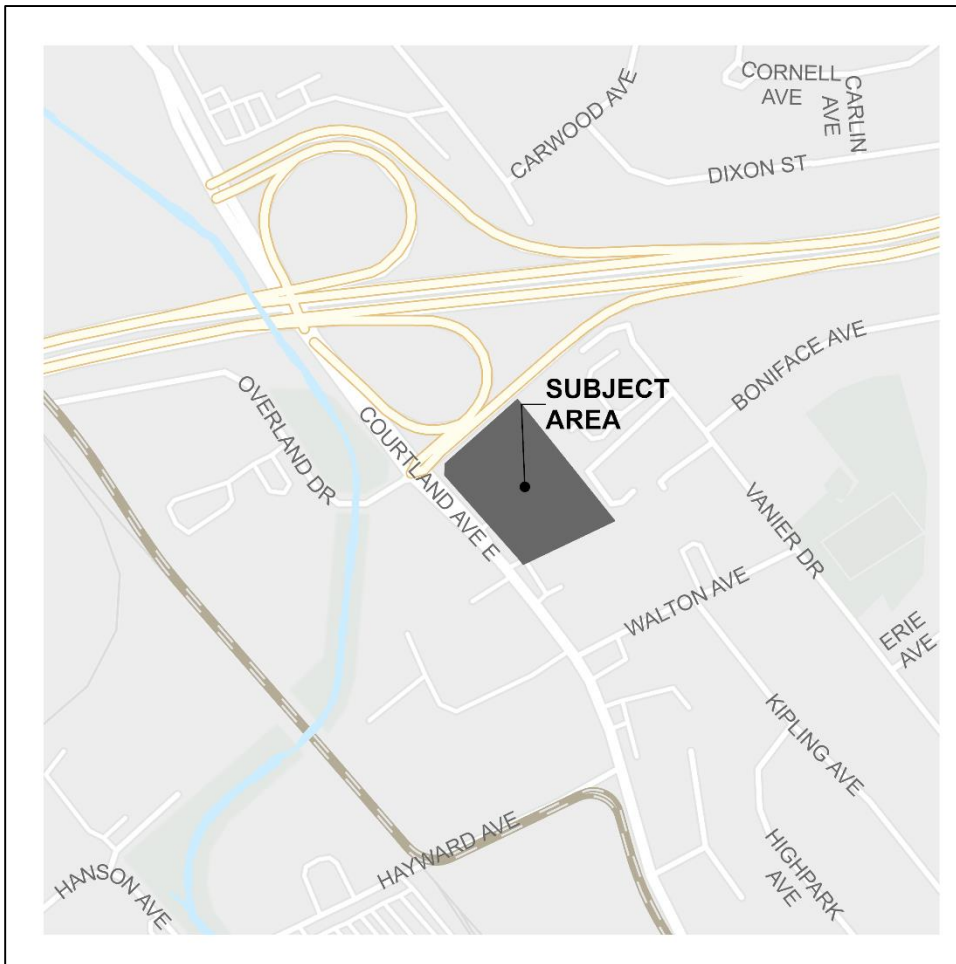 CORNELL
AVE
CARLIN
AVE
CARWOOD AVE
DIXON ST
BONIFACE AVE
OVERLAND DR
SUBJECT
AREA
COURTLAND AVE E
VANIER DR
WALTON AVE
ERIE
AVE
KIPLING AVE
HAYWARD AVE
HIGHPARK
AVE
HANSON AVE